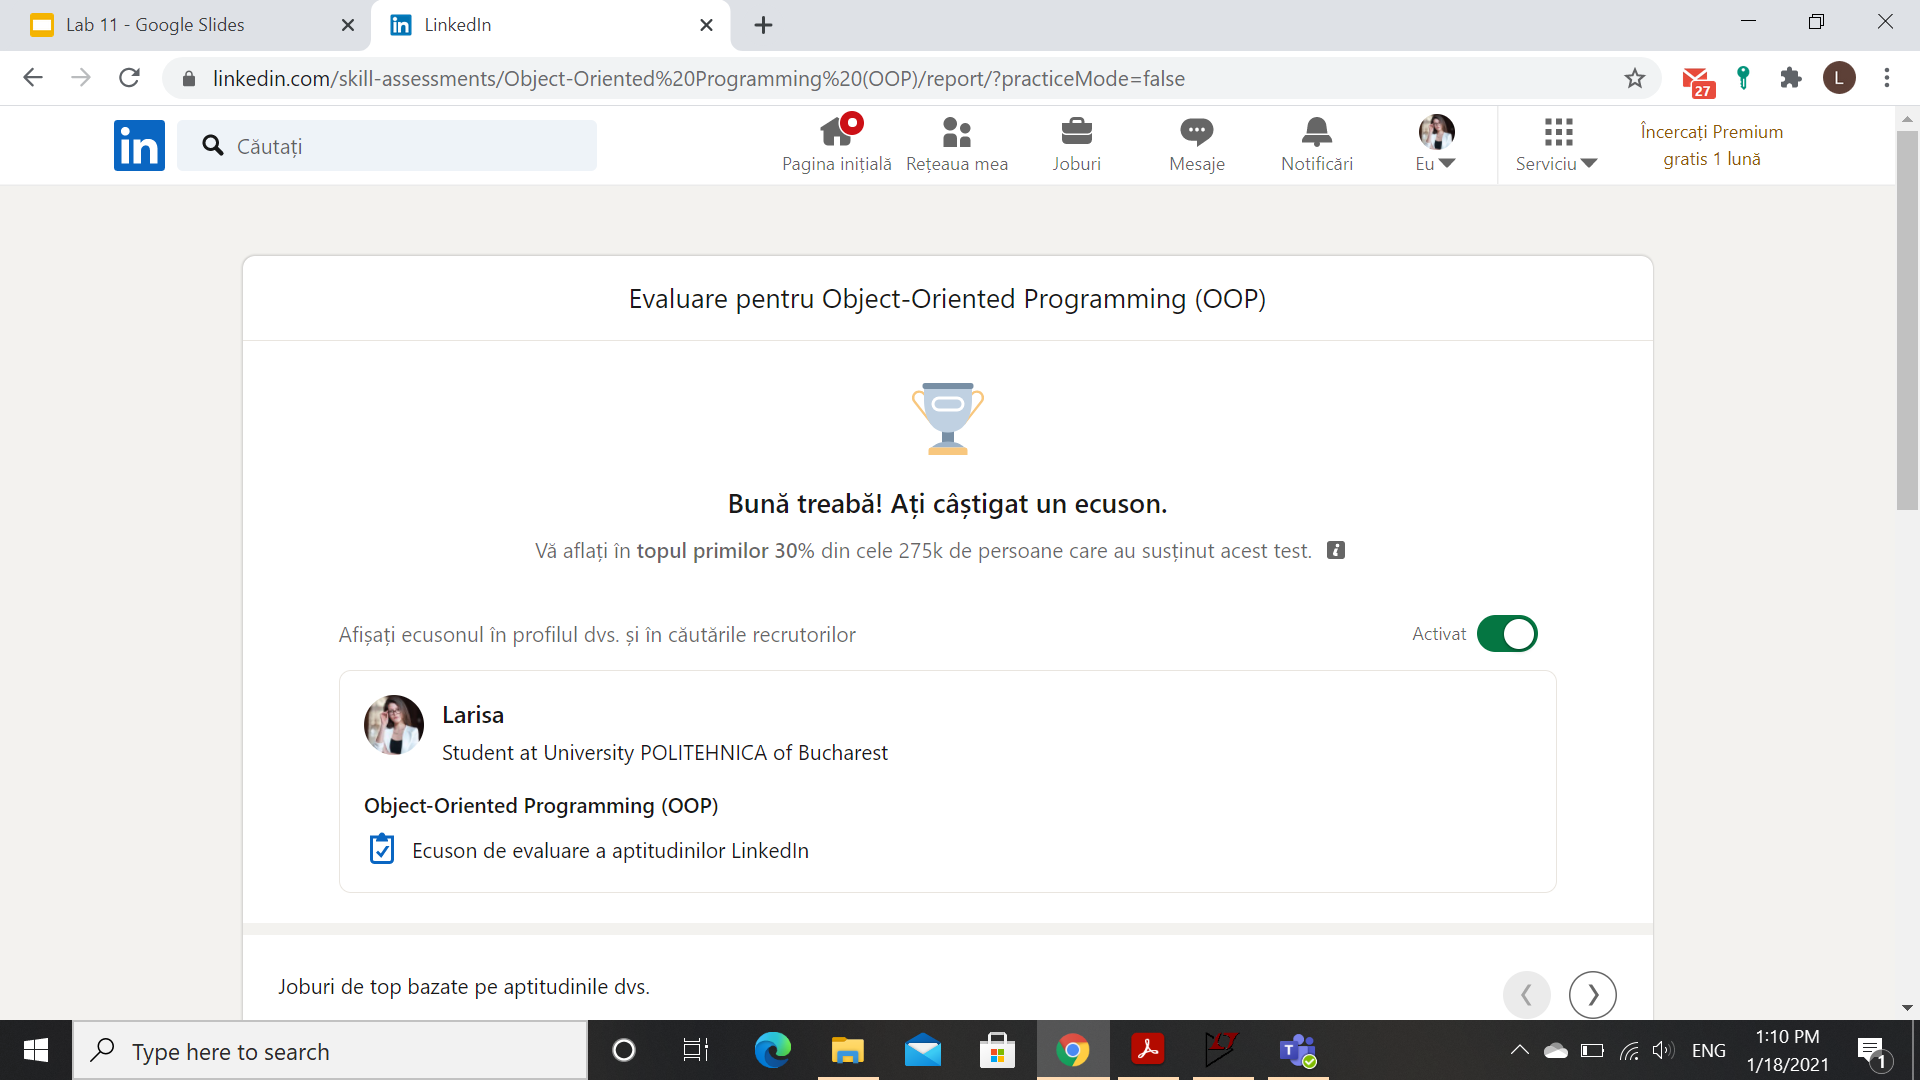 Lab 11 - Google Slides
LinkedIn
linkedin.com/skill-assessments/Object-Oriented%20Programming%20(OOP)/report/?practiceMode=false
27
L
in
Căutați
Pagina inițială
Rețeaua mea
Joburi
Mesaje
Notificări
Eu
Serviciu
Încercați Premium
gratis 1 lună
Evaluare pentru Object-Oriented Programming (OOP)
Bună treabă! Ați câștigat un ecuson.
Vă aflați în topul primilor 30% din cele 275k de persoane care au susținut acest test.
Afișați ecusonul în profilul dvs. și în căutările recrutorilor
Activat
Larisa
Student at University POLITEHNICA of Bucharest
Object-Oriented Programming (OOP)
Ecuson de evaluare a aptitudinilor LinkedIn
Joburi de top bazate pe aptitudinile dvs.
Type here to search
ENG
1:10 PM
1/18/2021
1